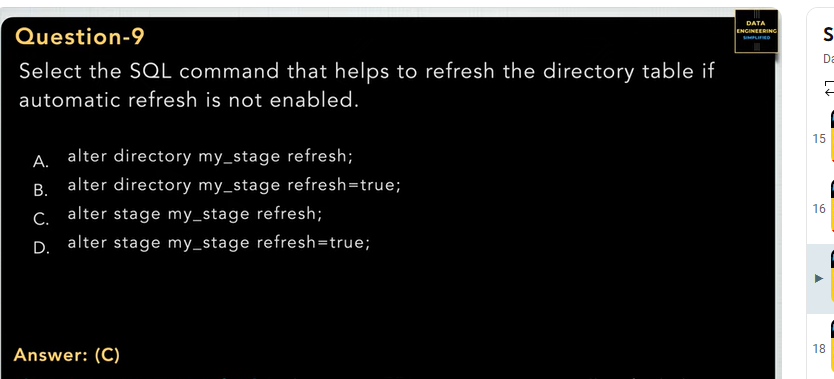 Question-9
DATA
ENGINEERING
SIMPLIFIED
Select the SQL command that helps to refresh the directory table if
automatic refresh is not enabled.
A. alter directory my_stage refresh;
B. alter directory my_stage refresh=true;
C. alter stage my_stage refresh;
D. alter stage my_stage refresh=true;
Answer: (C)
S
Da
15
16
18